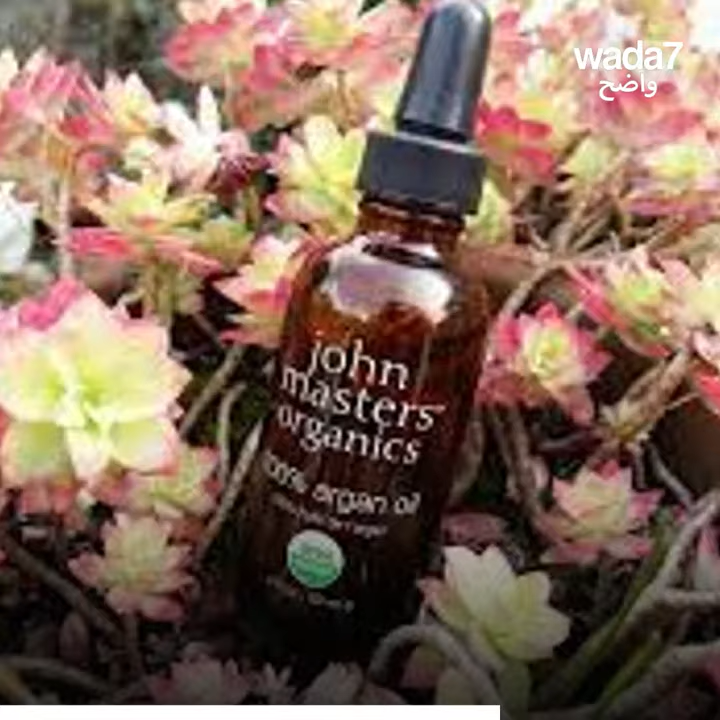 wada7
واضح
john
masters
organics
100% argan oil